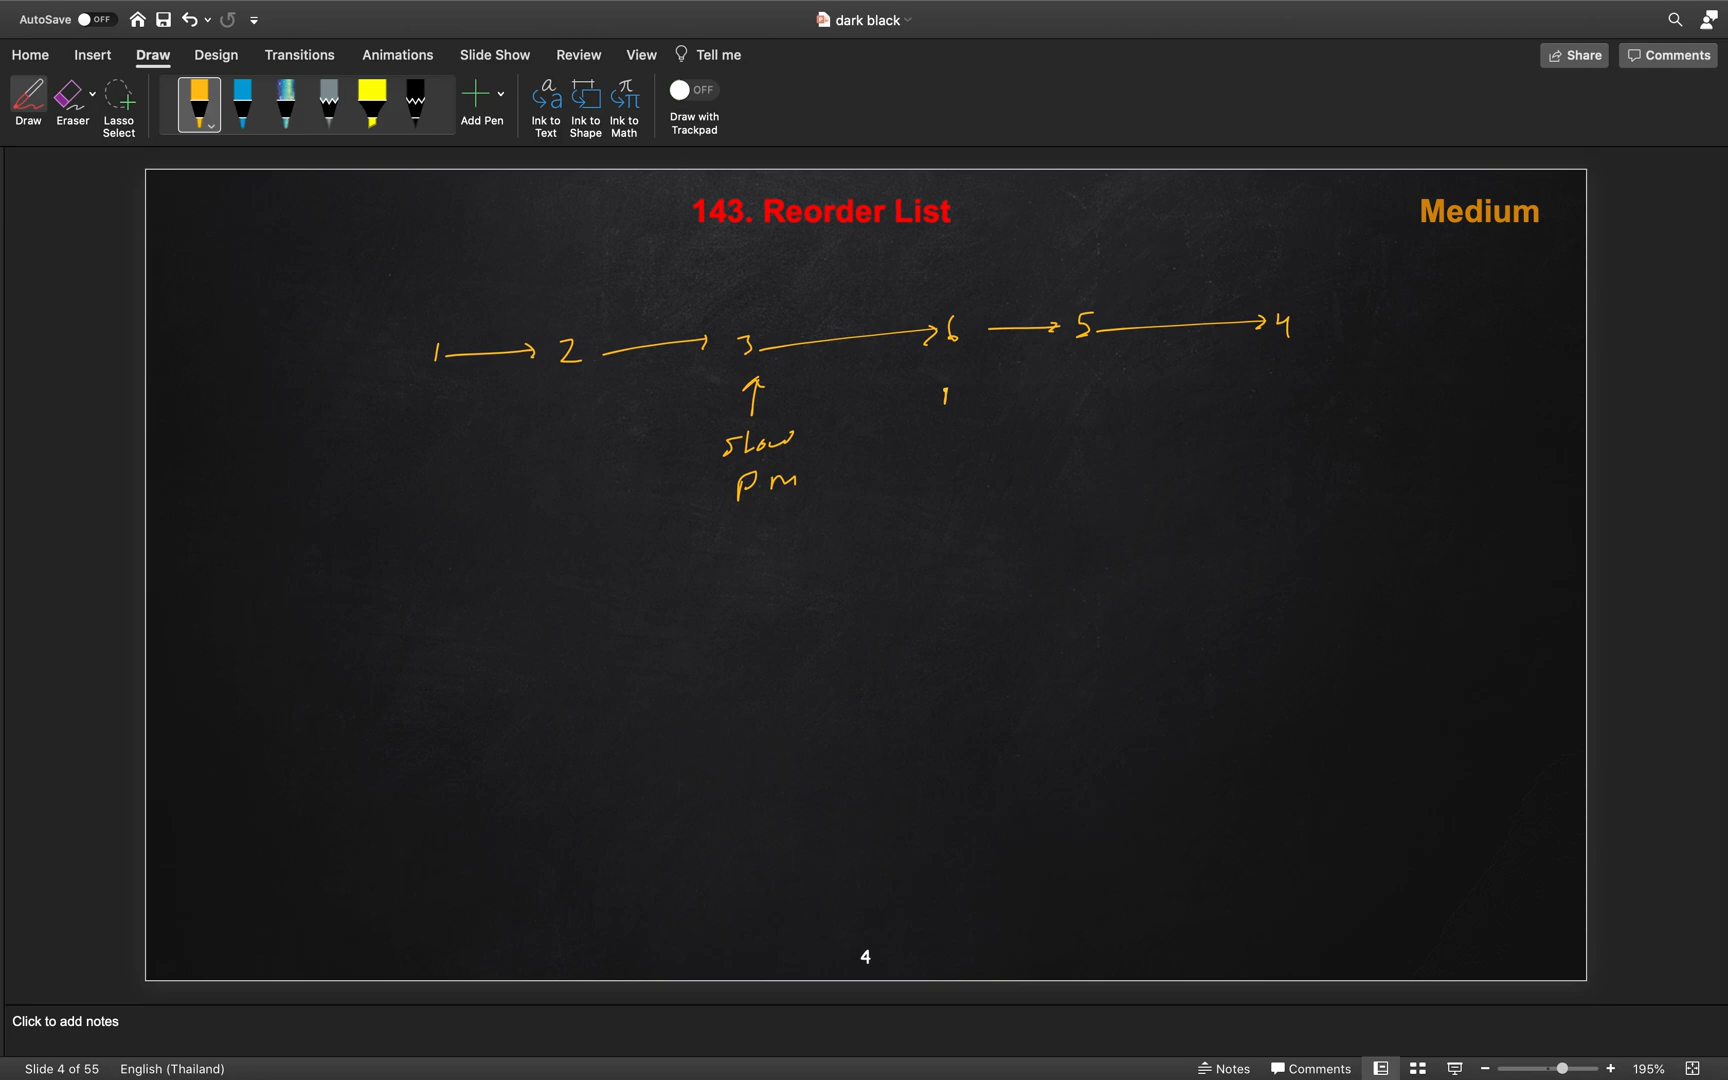 AutoSave OFF
dark black
Home Insert Draw Design Transitions Animations Slide Show Review View Tell me
Share Comments
Draw
Eraser
Lasso
Select
Add Pen
a
a
Ink to
Text
Ink to
Shape
π
π
Ink to
Math
OFF
Draw with
Trackpad
143. Reorder List
Medium
1 → 2 → 3 → 6 → 5 → 4
slow
4
Click to add notes
Slide 4 of 55 English (Thailand)
Notes Comments 195%